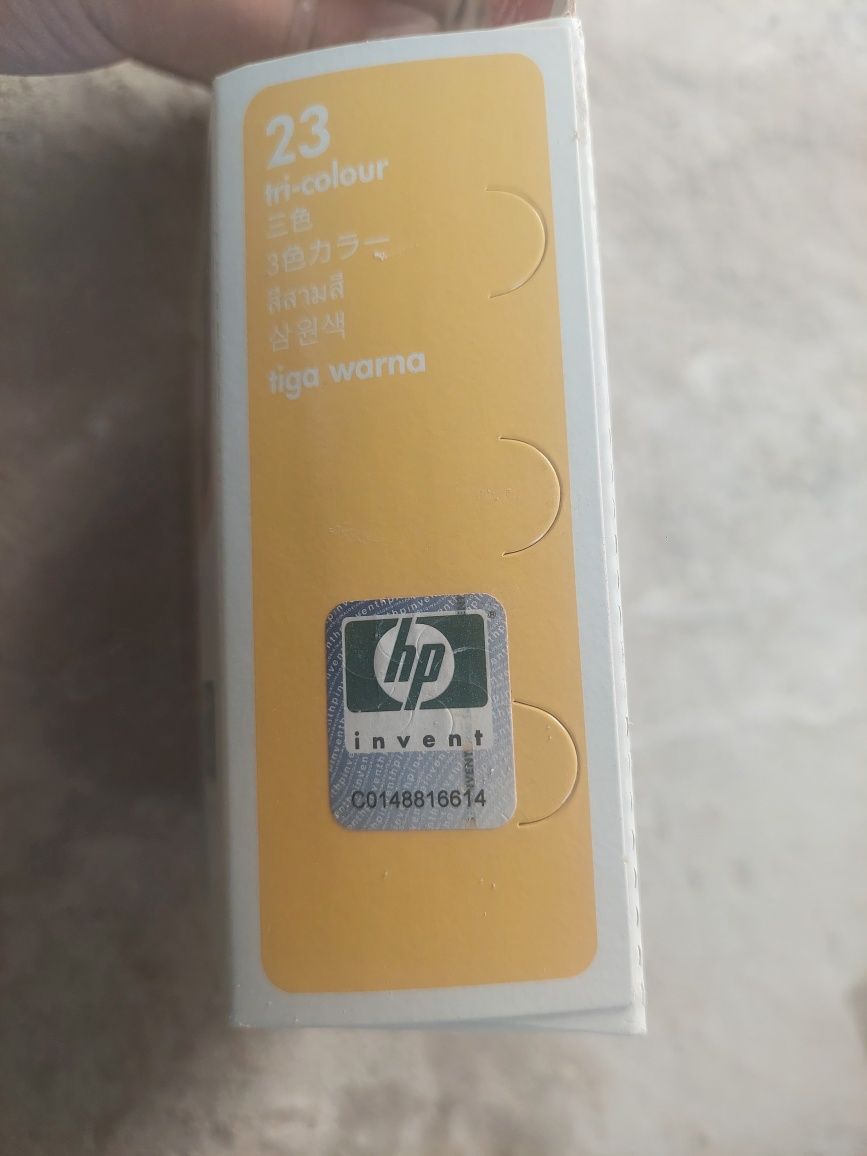 23
tri-colour
三色
3色カラー
สีสามสี
삼원색
tiga warna
hp
®
invent
C0148816614